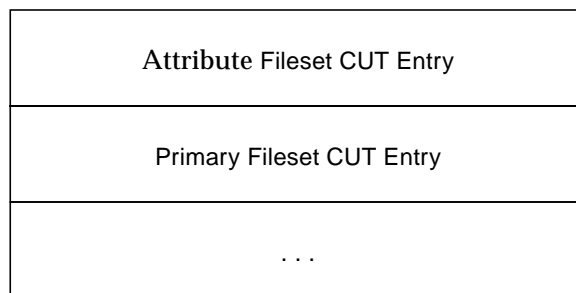 Attribute Fileset CUT Entry
Primary Fileset CUT Entry
. . .